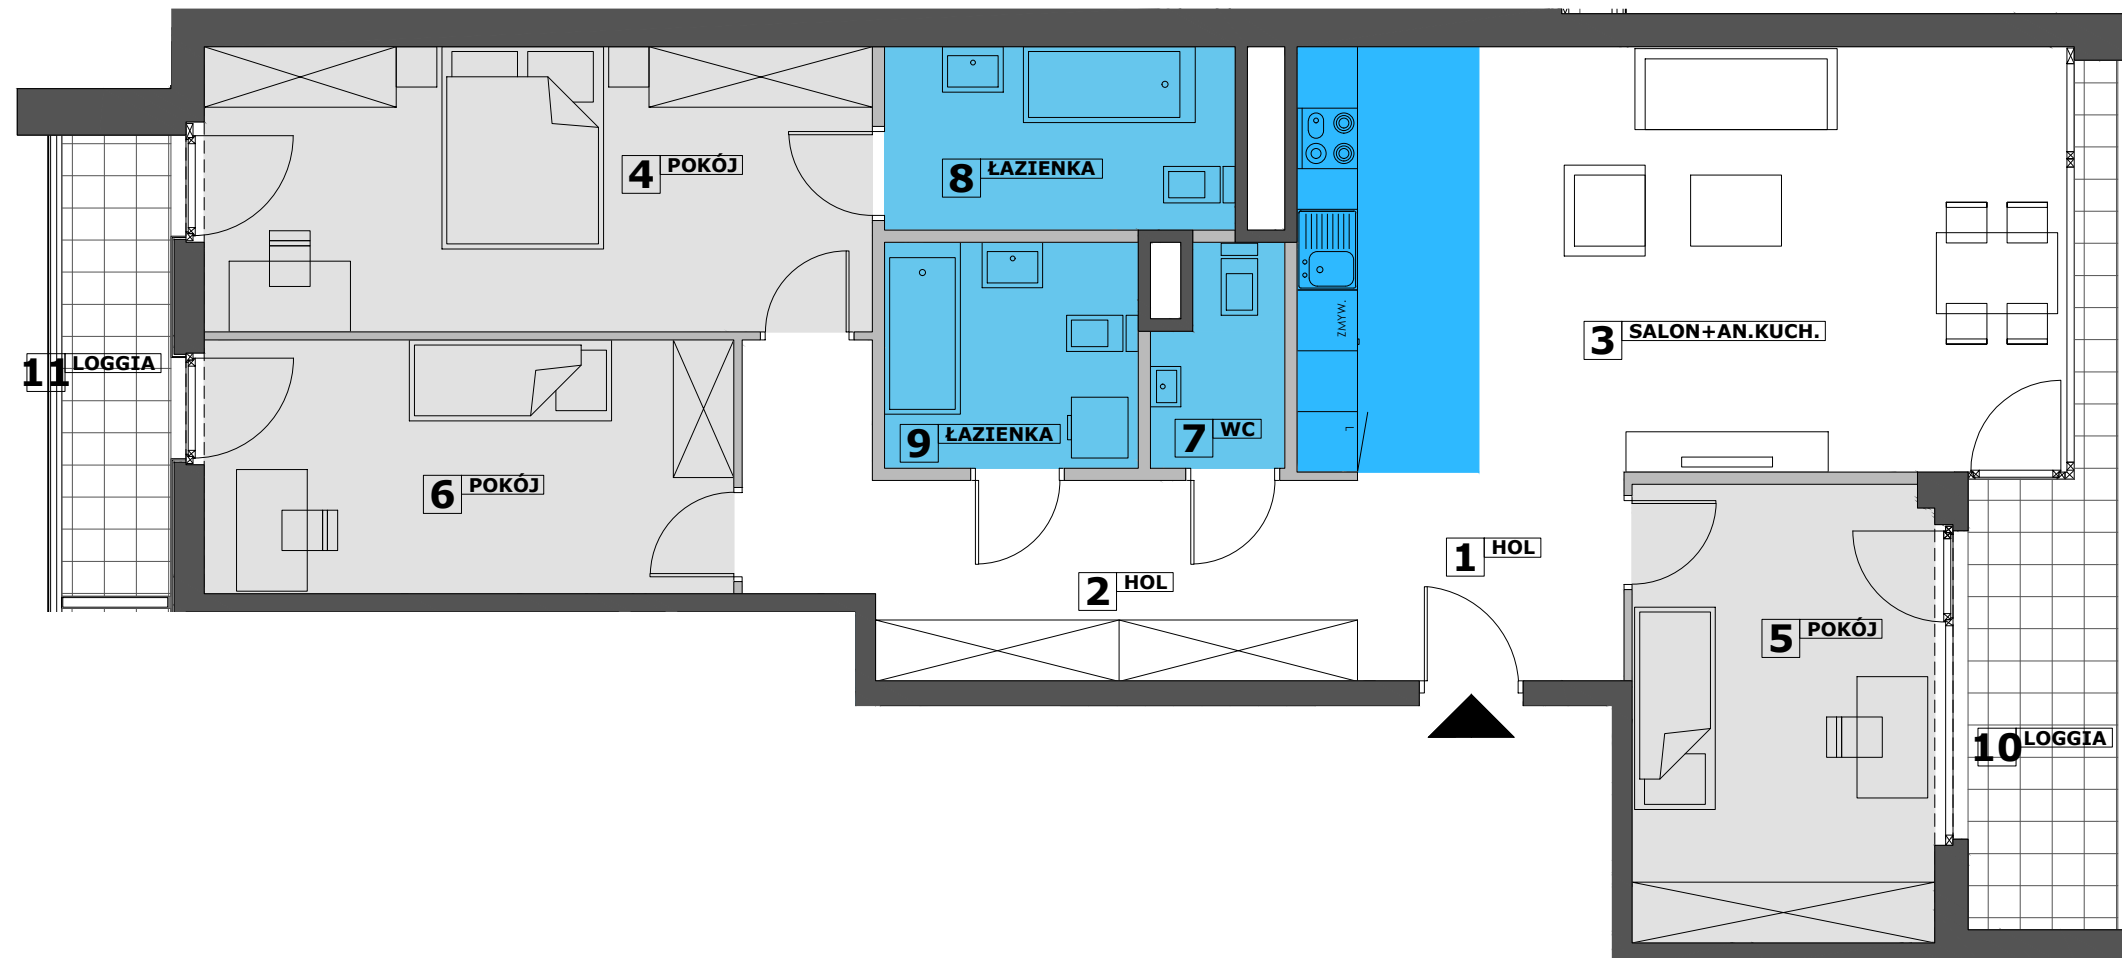 4 POKÓJ
8 ŁAZIENKA
ZMYW.
3 SALON+AN.KUCH.
11 LOGGIA
9 ŁAZIENKA
7 WC
6 POKÓJ
1 HOL
2 HOL
5 POKÓJ
10 LOGGIA